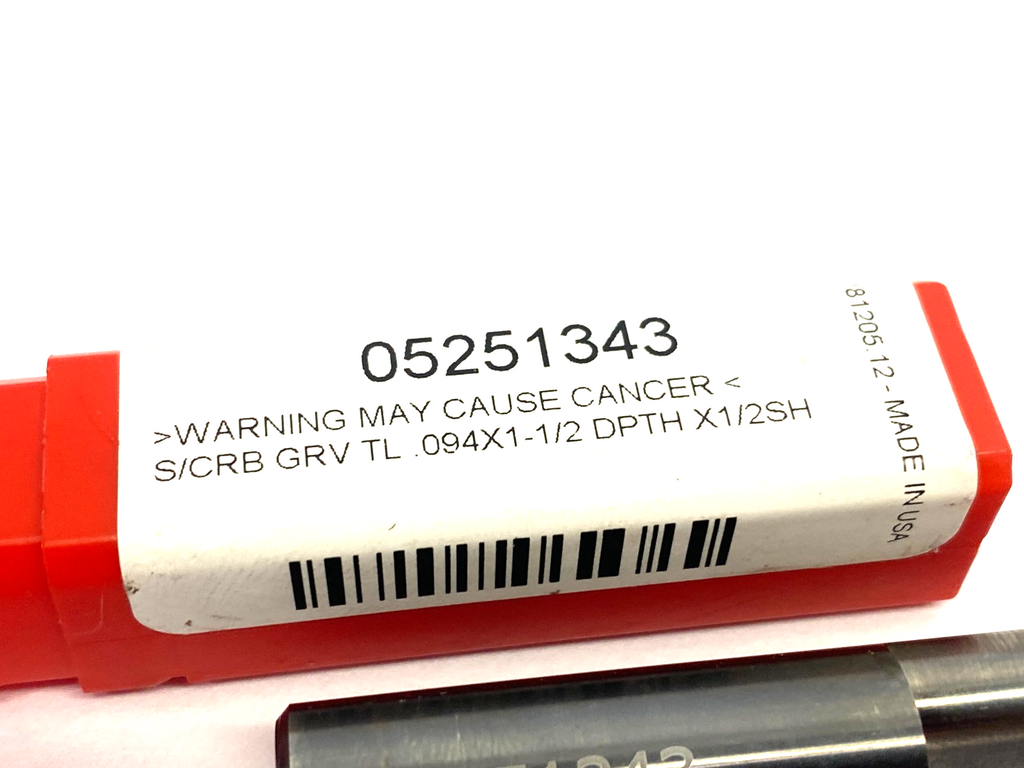 05251343
>WARNING MAY CAUSE CANCER <
S/CRB GRV TL .094X1-1/2 DPTH X1/2SH
81205.12 - MADE IN USA